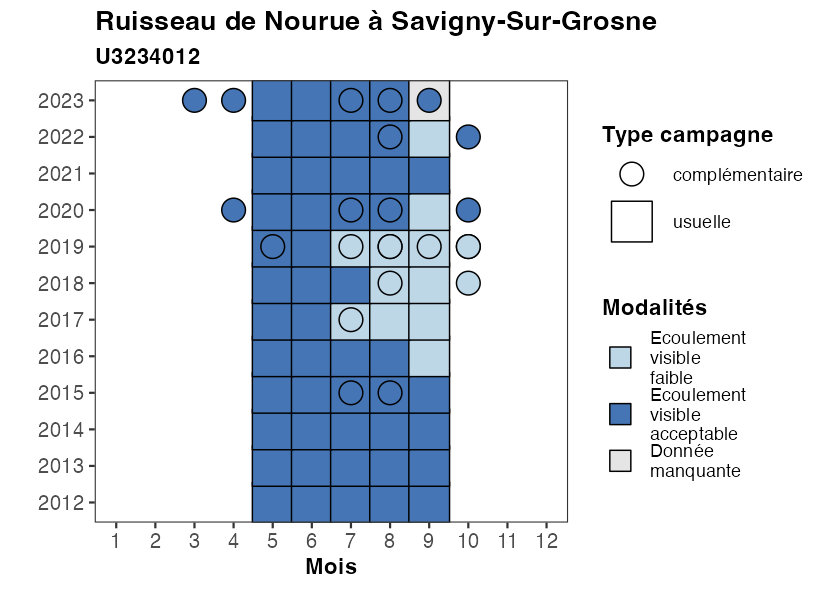 Ruisseau de Nourue à Savigny-Sur-Grosne
U3234012
2023
2022
2021
2020
2019
2018
2017
2016
2015
2014
2013
2012
1 2 3 4 5 6 7 8 9 10 11 12
Mois
Type campagne
complémentaire
usuelle
Modalités
Ecoulement
visible
faible
Ecoulement
visible
acceptable
Donnée
manquante